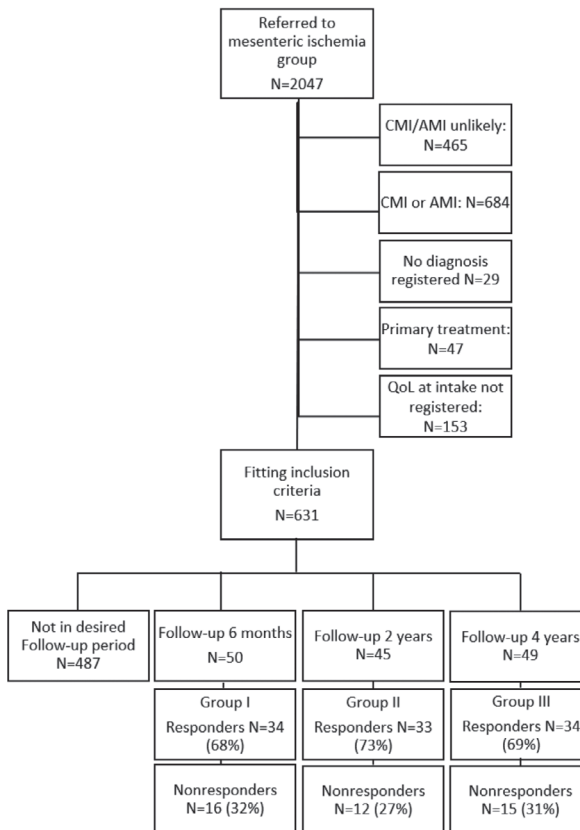 Referred to
mesenteric ischemia
group
N=2047
CMI/AMI unlikely:
N=465
CMI or AMI: N=684
No diagnosis
registered N=29
Primary treatment:
N=47
QoL at intake not
registered:
N=153
Fitting inclusion
criteria
N=631
Not in desired
Follow-up period
N=487
Follow-up 6 months
N=50
Follow-up 2 years
N=45
Follow-up 4 years
N=49
Group I
Responders N=34
(68%)
Group II
Responders N=33
(73%)
Group III
Responders N=34
(69%)
Nonresponders
N=16 (32%)
Nonresponders
N=12 (27%)
Nonresponders
N=15 (31%)